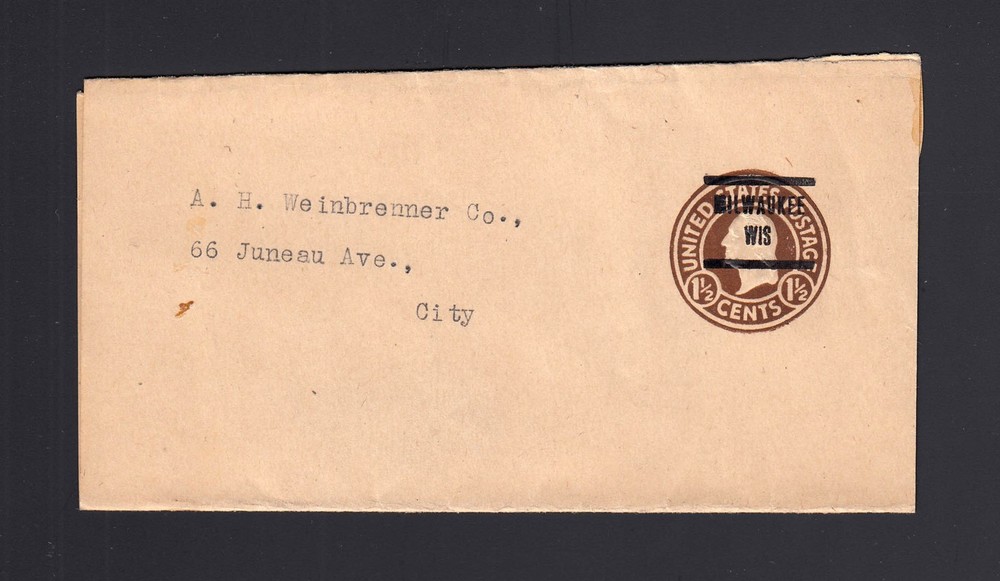 A. H. Weinbrenner Co.,
66 Juneau Ave.,
City
UNITED STATES POSTAGE
MILWAUKEE
WIS
1½ 1½
CENTS